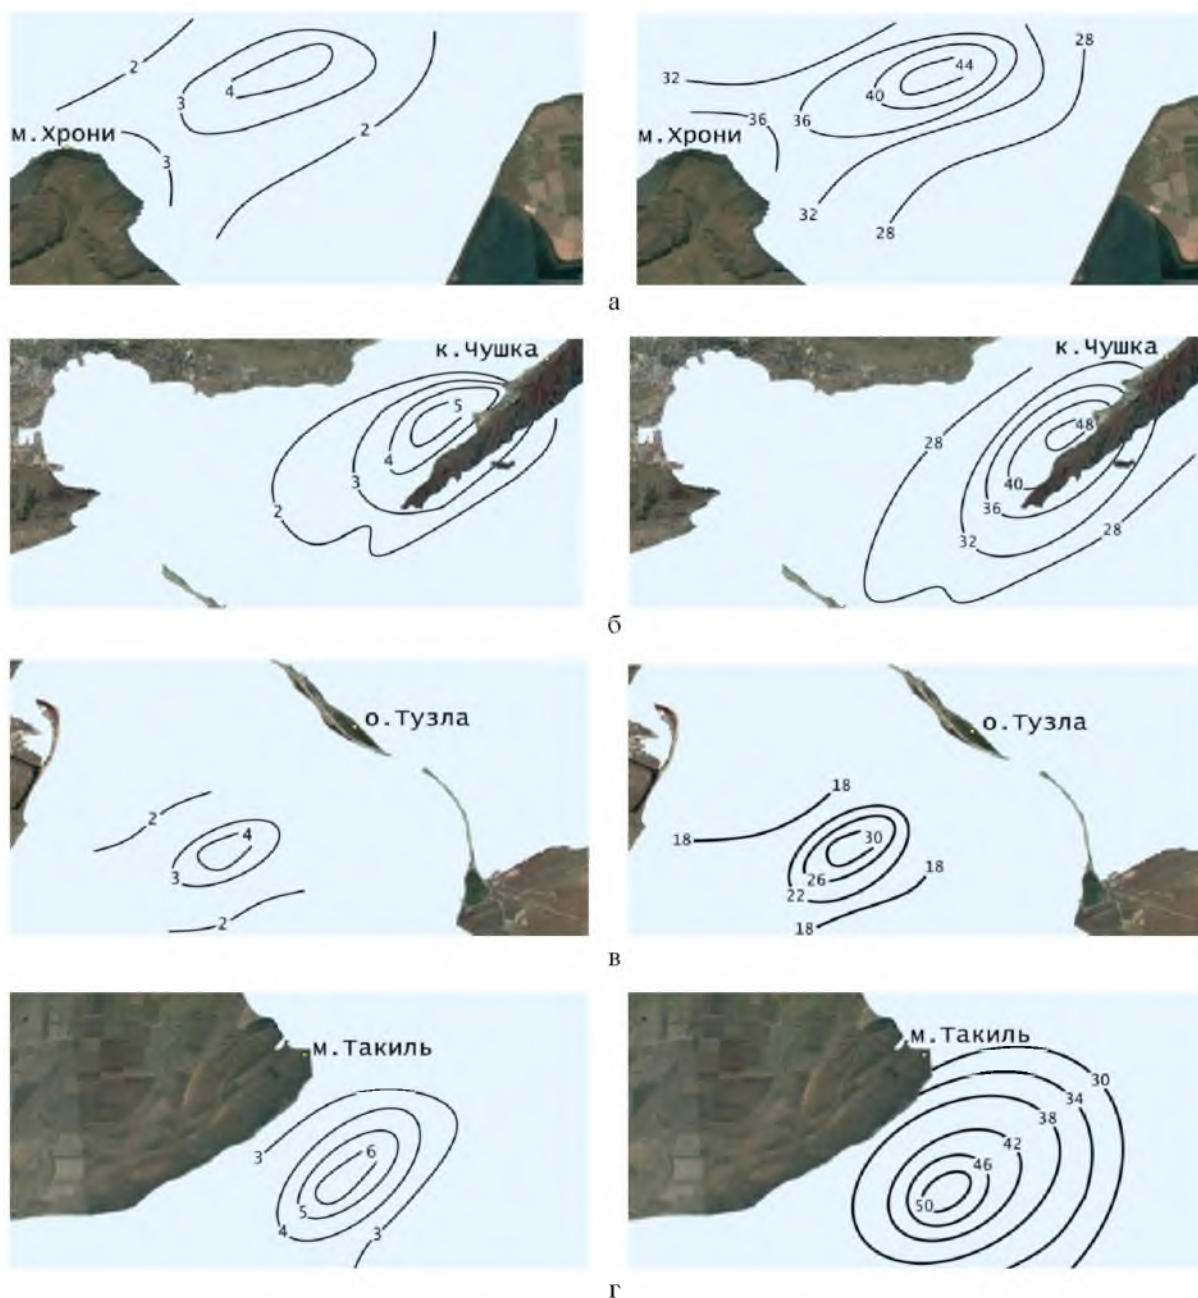 2 3 4 2 3
м.Хрони
32 36 36 40 44 28 32 28
м.Хрони
а
к.Чушка
5 4 3 2
к.Чушка
28 48 40 36 32 28
б
о.Тузла
2 4 3 2
о.Тузла
18 18 30 26 22 18 18
в
м.Такиль
3 6 5 4 3
м.Такиль
30 34 38 42 46 50
г